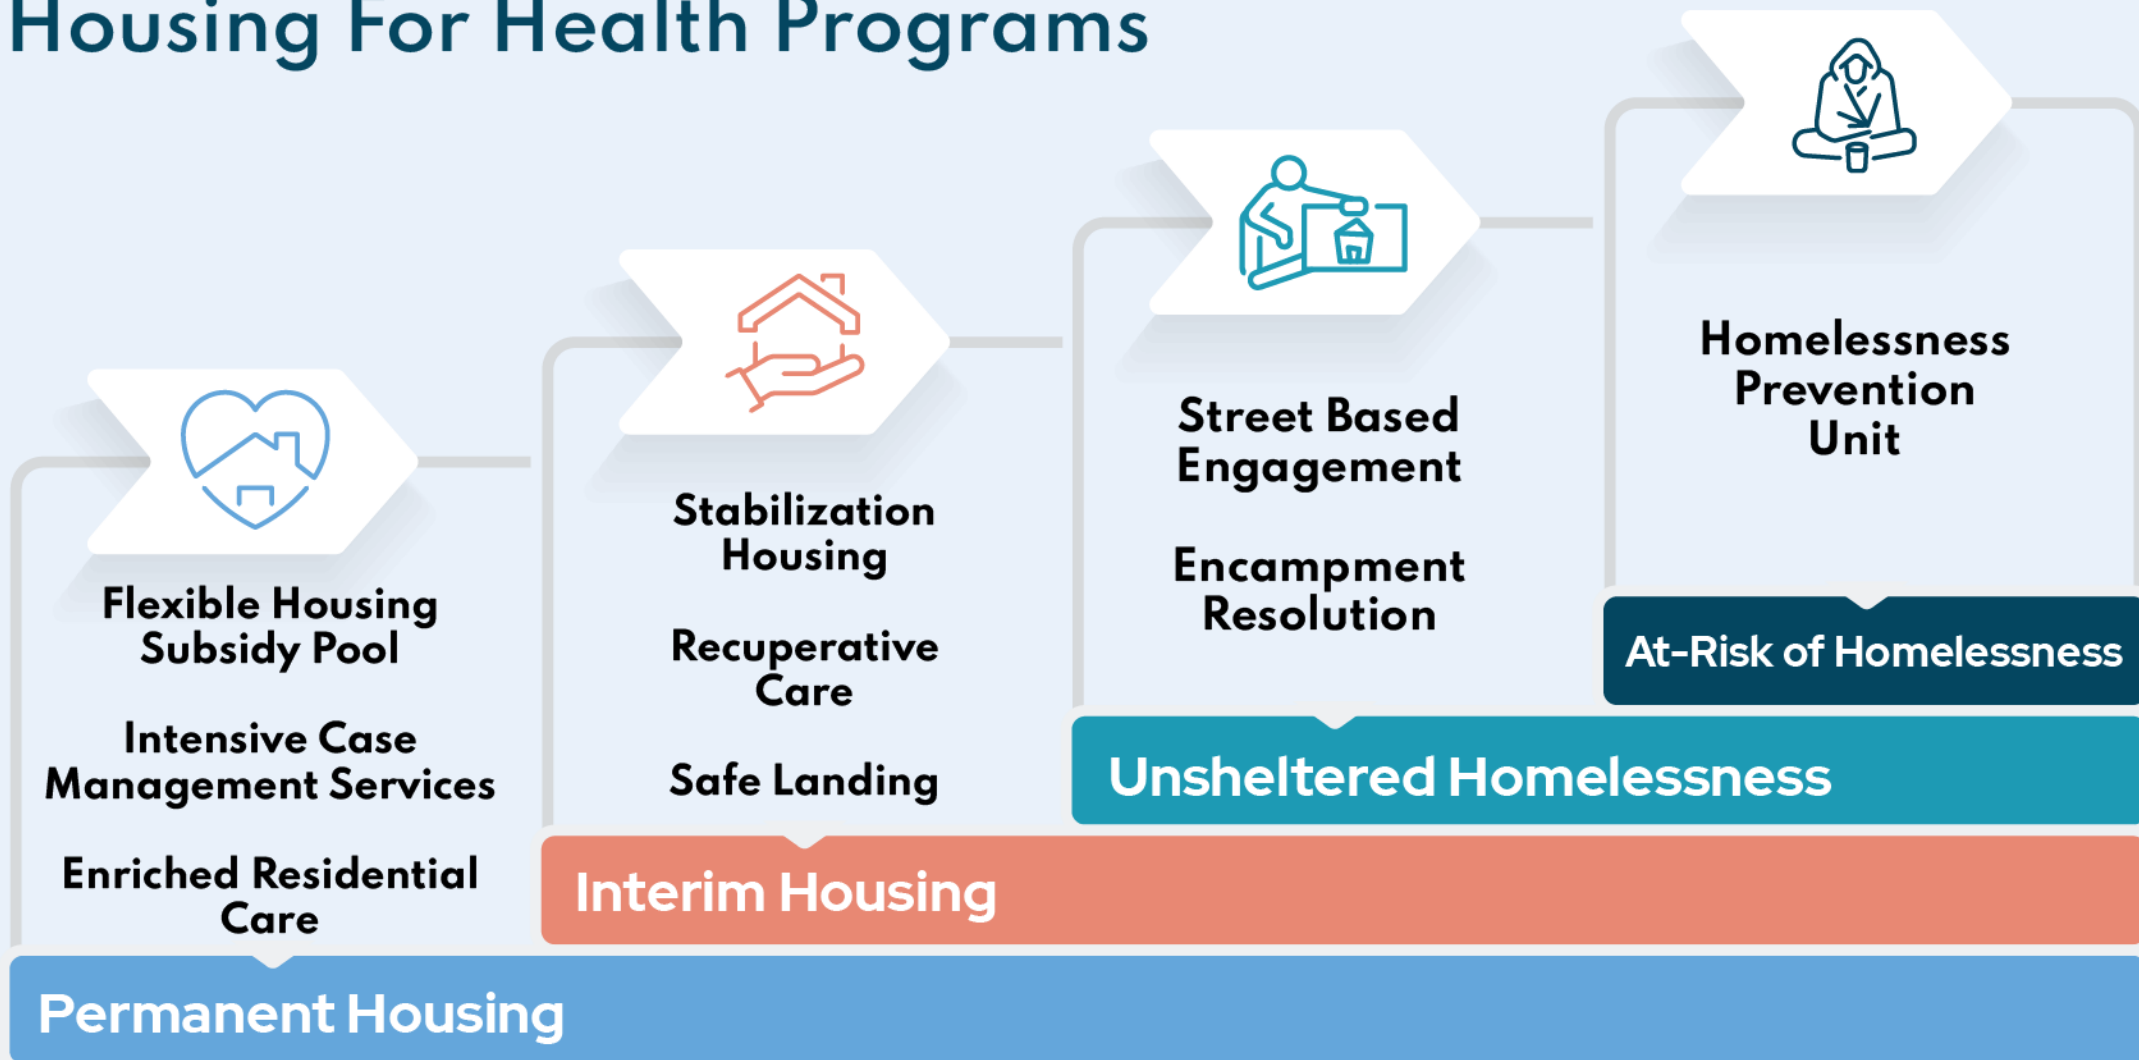 Housing For Health Programs
Flexible Housing
Subsidy Pool
Intensive Case
Management Services
Enriched Residential
Care
Permanent Housing
Stabilization
Housing
Recuperative
Care
Safe Landing
Interim Housing
Street Based
Engagement
Encampment
Resolution
Unsheltered Homelessness
Homelessness
Prevention
Unit
At-Risk of Homelessness